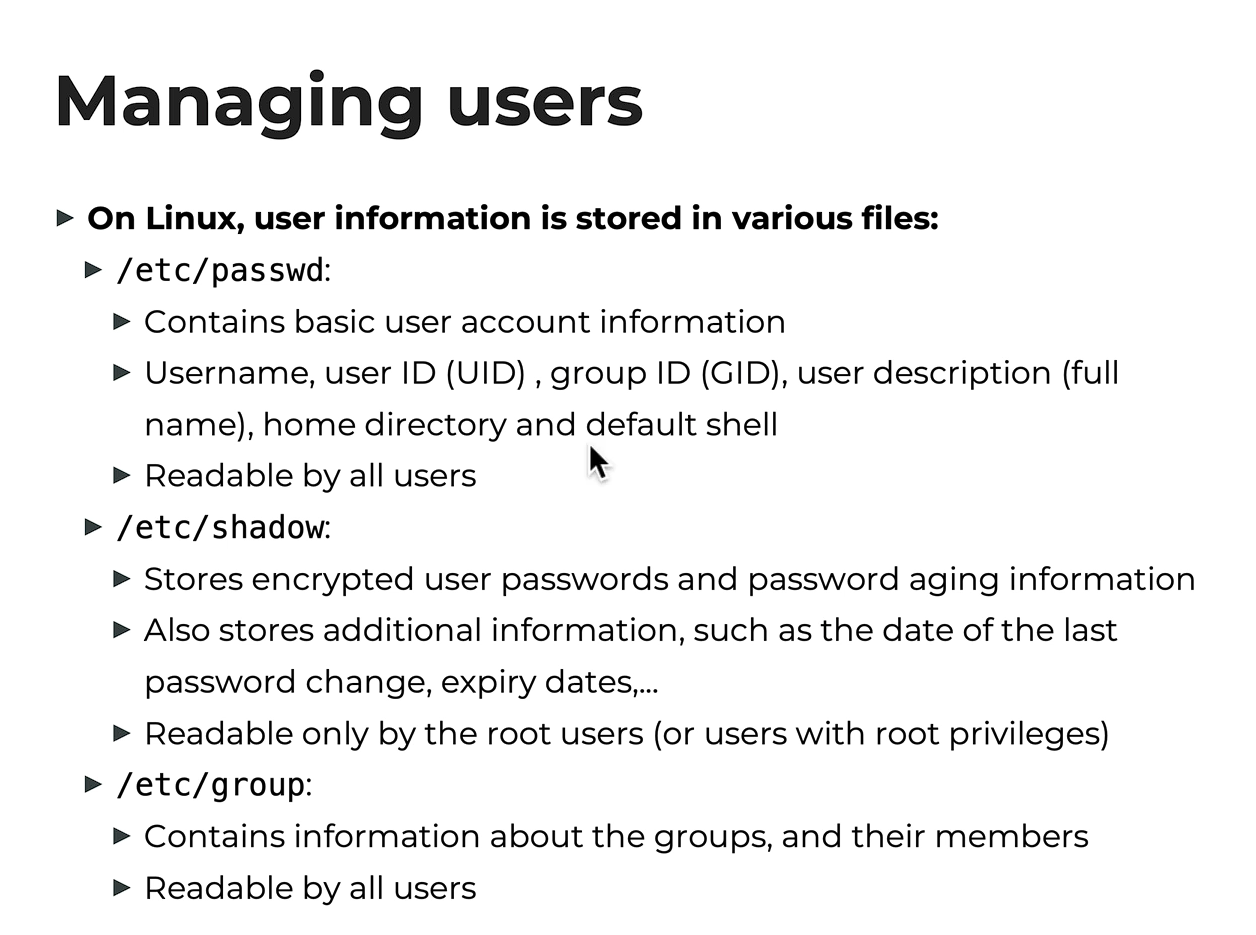 Managing users
▶ On Linux, user information is stored in various files:
▶ /etc/passwd:
▶ Contains basic user account information
▶ Username, user ID (UID) , group ID (GID), user description (full
name), home directory and default shell
▶ Readable by all users
▶ /etc/shadow:
▶ Stores encrypted user passwords and password aging information
▶ Also stores additional information, such as the date of the last
password change, expiry dates,...
▶ Readable only by the root users (or users with root privileges)
▶ /etc/group:
▶ Contains information about the groups, and their members
▶ Readable by all users